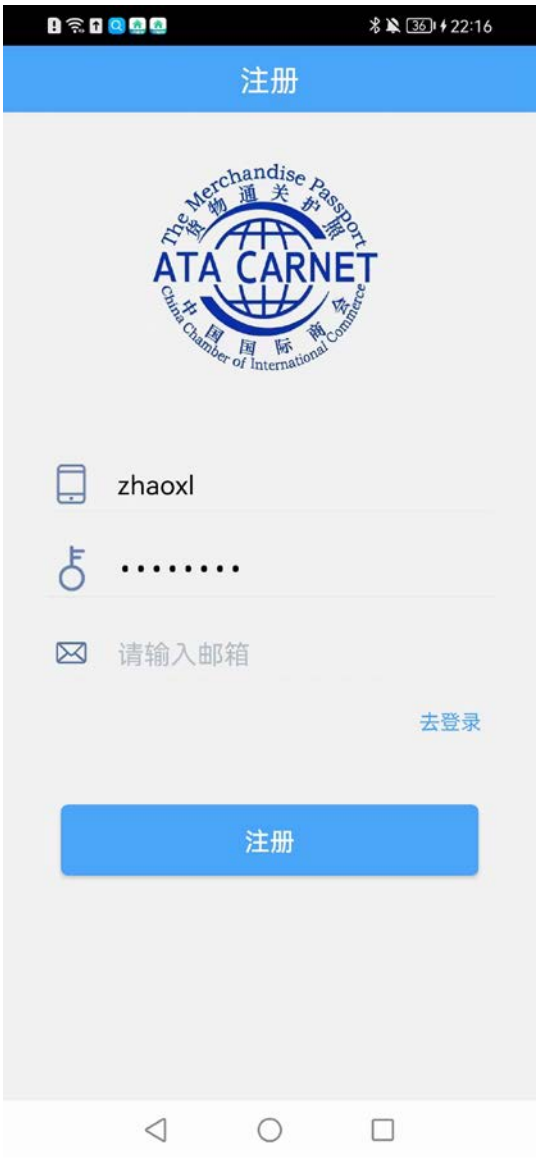 36 22:16
注册
The Merchandise Passport
货物通关护照
ATA CARNET
中国国际商会
China Chamber of International Commerce
zhaoxl
••••••••
请输入邮箱
去登录
注册